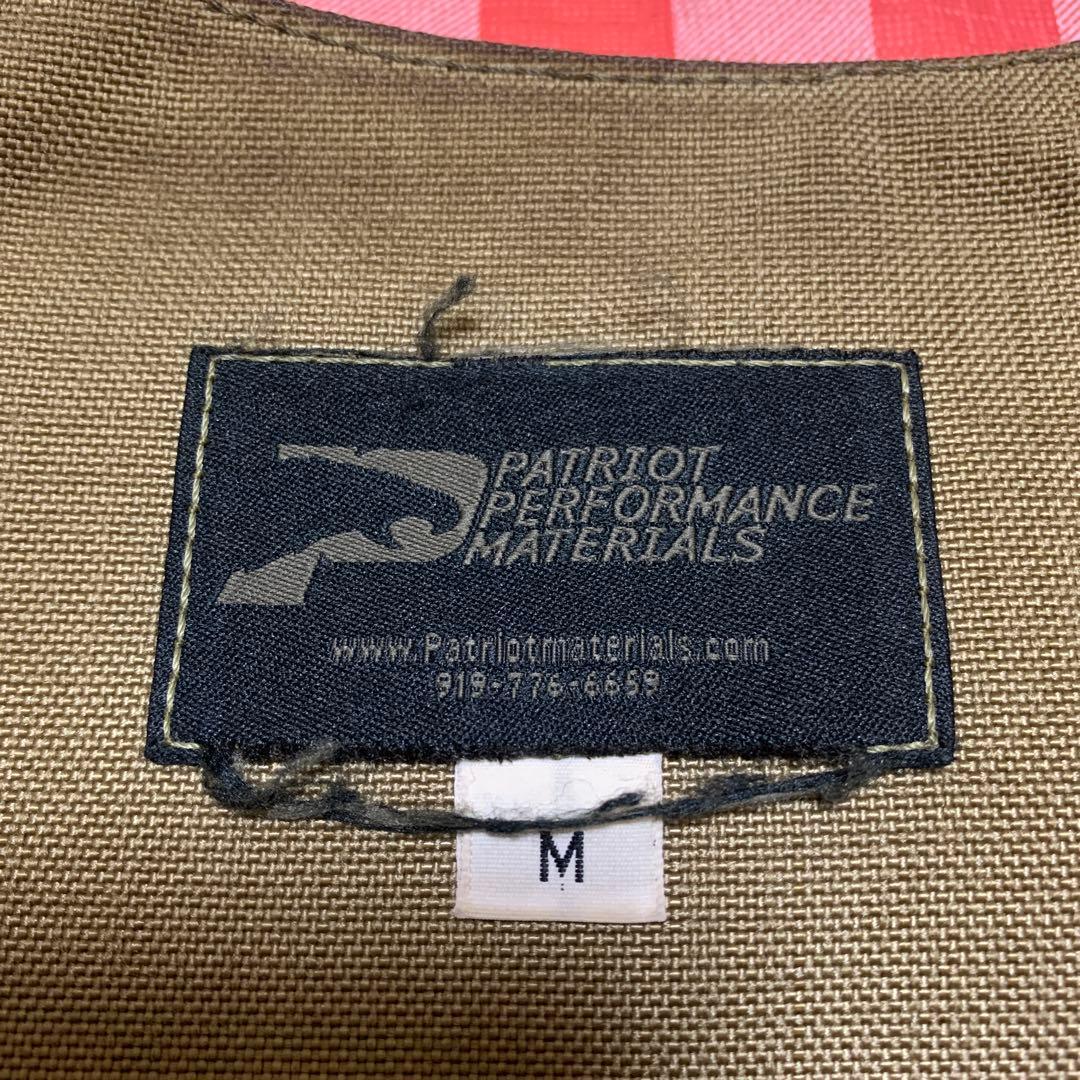 PATRIOT
PERFORMANCE
MATERIALS
www.Patriotmaterials.com
919-776-6659
M